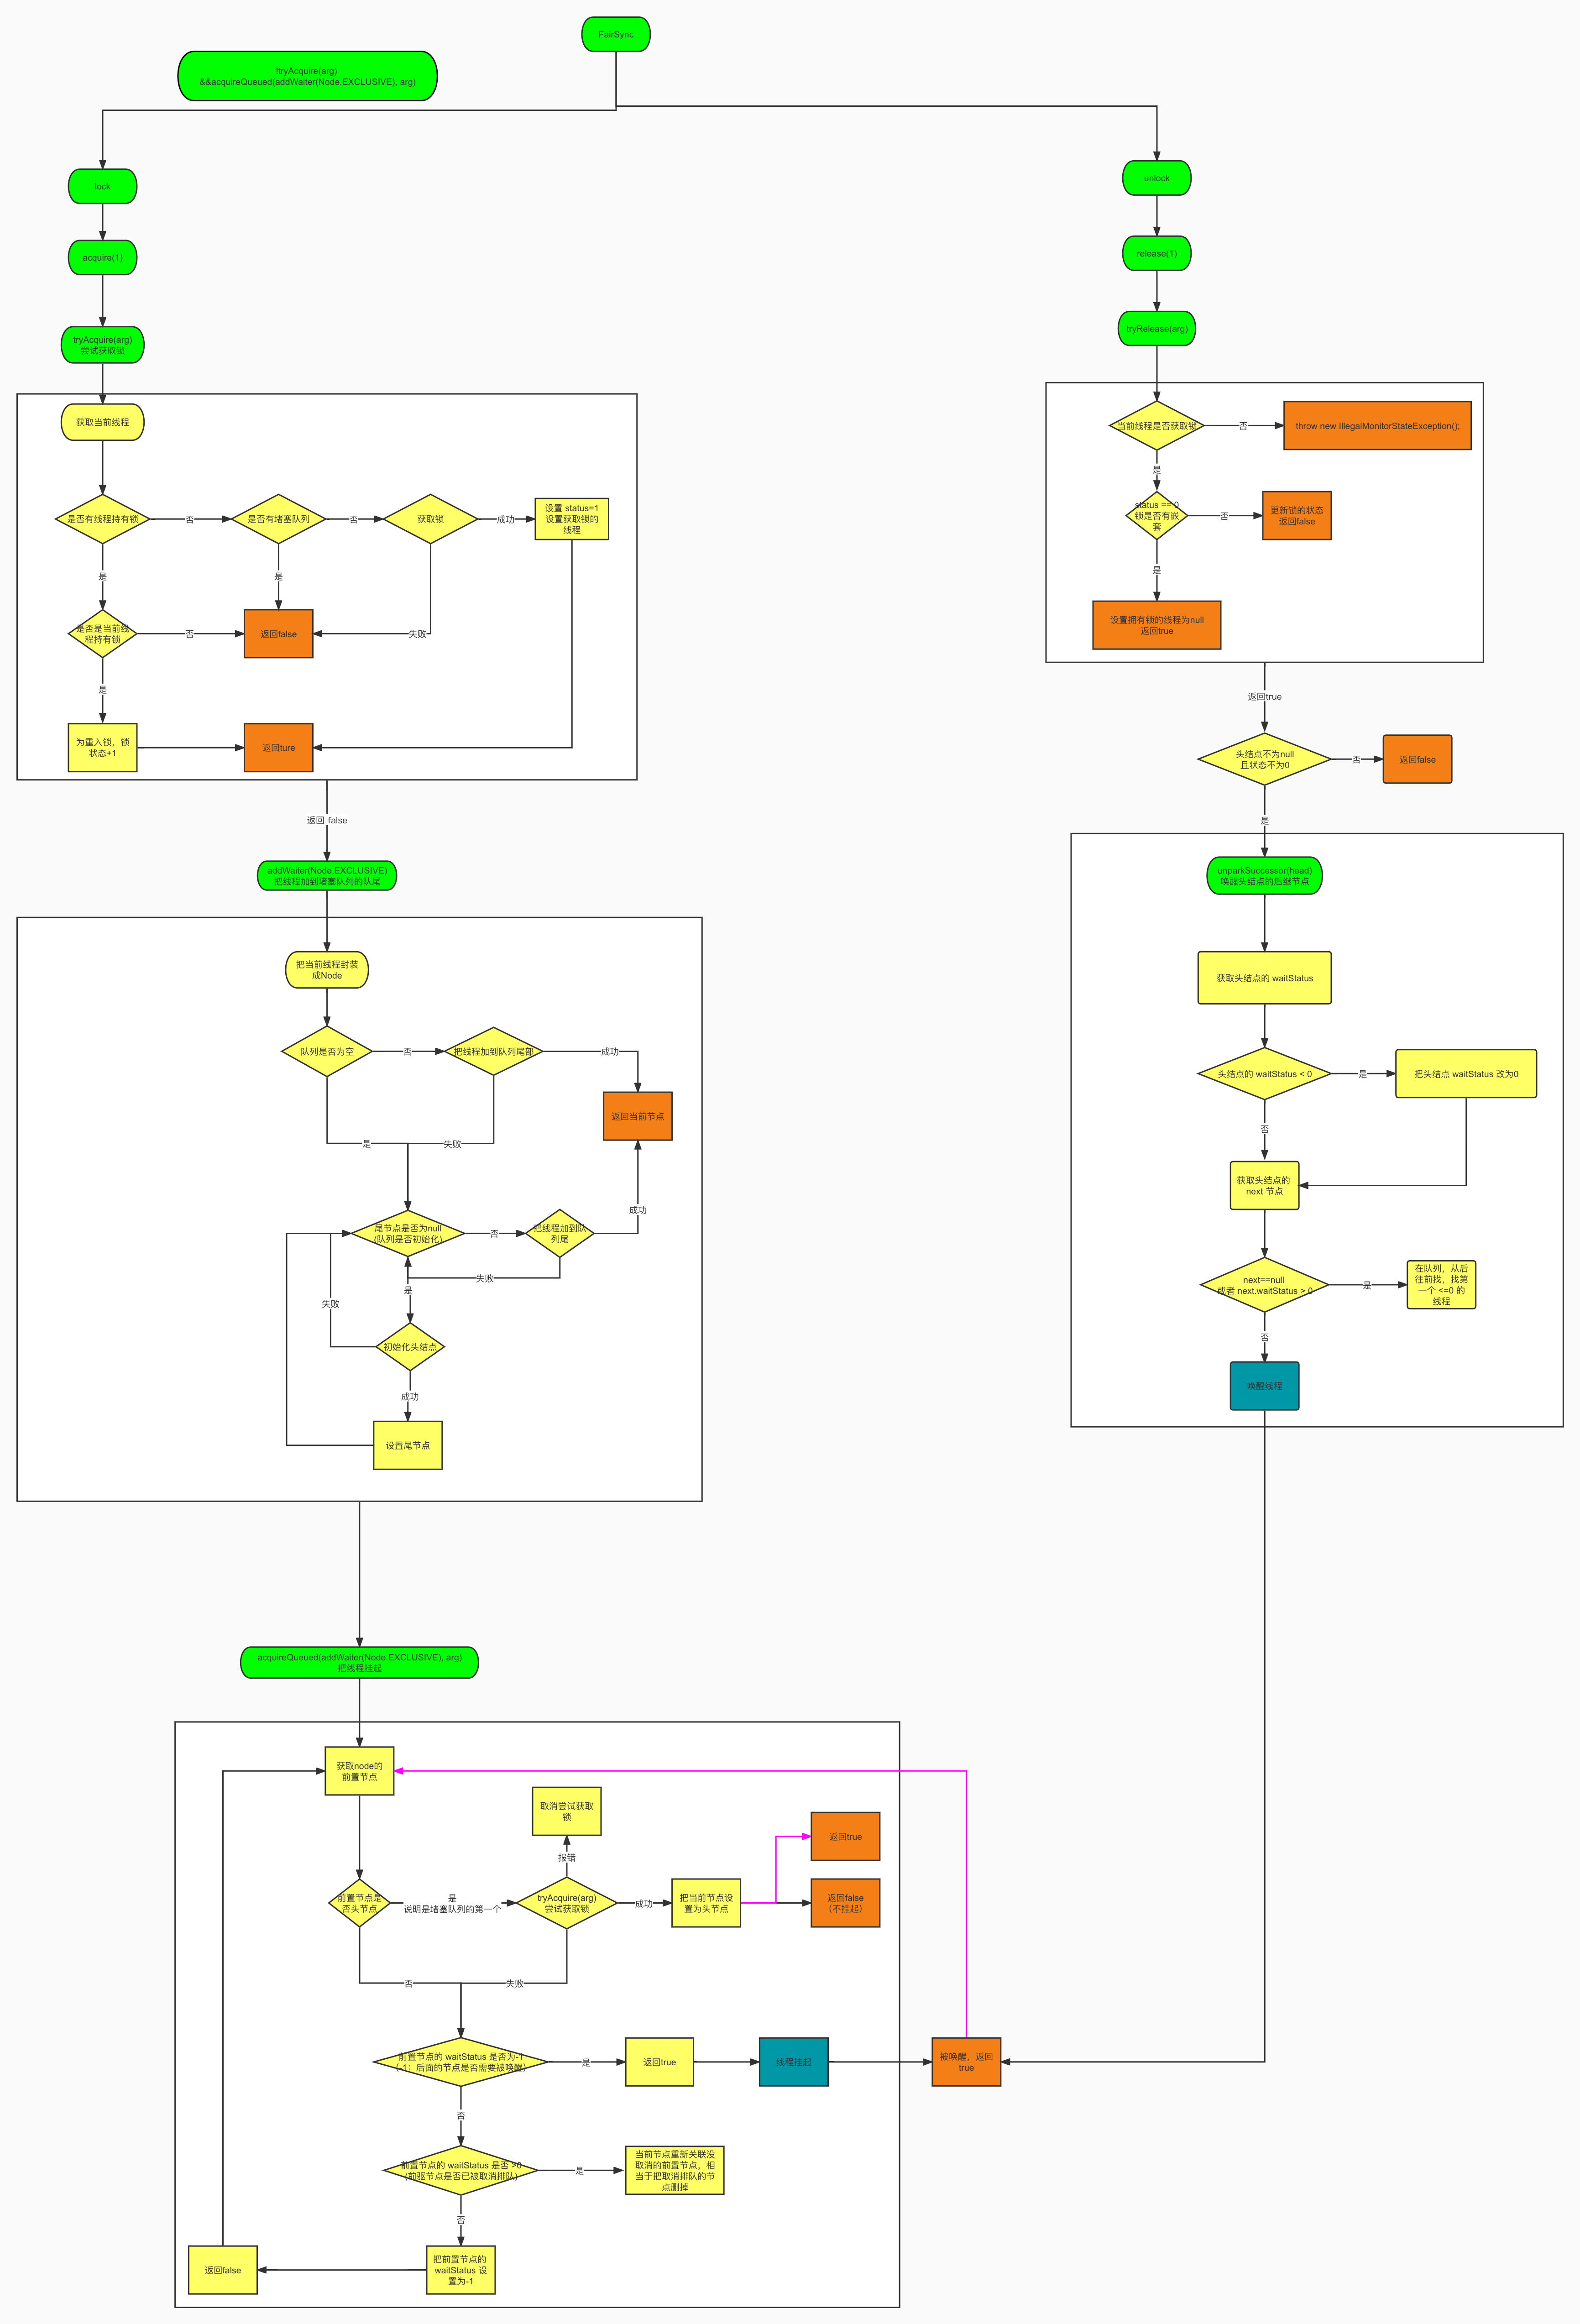 FairSync
!tryAcquire(arg)
&&acquireQueued(addWaiter(Node.EXCLUSIVE), arg)
lock
acquire(1)
tryAcquire(arg)
尝试获取锁
获取当前线程
是否有线程持有锁
否
是否有堵塞队列
否
获取锁
成功
设置 status=1
设置获取锁的
线程
是
是
是否是当前线
程持有锁
否
返回false
失败
是
为重入锁，锁
状态+1
返回ture
返回 false
addWaiter(Node.EXCLUSIVE)
把线程加到堵塞队列的队尾
把当前线程封装
成Node
队列是否为空
否
把线程加到队列尾部
成功
返回当前节点
是
失败
尾节点是否为null
(队列是否初始化)
否
把线程加到队
列尾
成功
失败
是
失败
初始化头结点
成功
设置尾节点
acquireQueued(addWaiter(Node.EXCLUSIVE), arg)
把线程挂起
获取node的
前置节点
取消尝试获取
锁
报错
前置节点是
否头节点
是
说明是堵塞队列的第一个
tryAcquire(arg)
尝试获取锁
成功
把当前节点设
置为头节点
返回true
返回false
（不挂起）
否
失败
前置节点的 waitStatus 是否为-1
（-1：后面的节点是否需要被唤醒）
是
返回true
线程挂起
被唤醒，返回
true
否
前置节点的 waitStatus 是否 >0
(前驱节点是否已被取消排队)
是
当前节点重新关联没
取消的前置节点，相
当于把取消排队的节
点删掉
否
把前置节点的
waitStatus 设
置为-1
返回false
unlock
release(1)
tryRelease(arg)
当前线程是否获取锁
否
throw new IllegalMonitorStateException();
是
status == 0
锁是否有嵌
套
否
更新锁的状态
返回false
是
设置拥有锁的线程为null
返回true
返回true
头结点不为null
且状态不为0
否
返回false
是
unparkSuccessor(head)
唤醒头结点的后继节点
获取头结点的 waitStatus
头结点的 waitStatus < 0
是
把头结点 waitStatus 改为0
否
获取头结点的
next 节点
next==null
或者 next.waitStatus > 0
是
在队列，从后
往前找，找第
一个 <=0 的
线程
否
唤醒线程